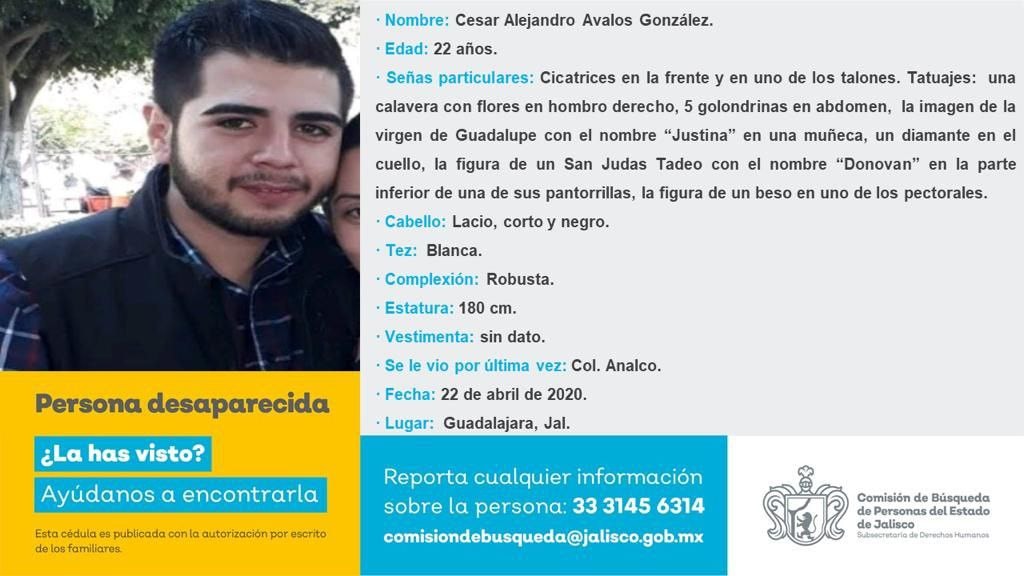 · Nombre: Cesar Alejandro Avalos González.
· Edad: 22 años.
· Señas particulares: Cicatrices en la frente y en uno de los talones. Tatuajes: una
calavera con flores en hombro derecho, 5 golondrinas en abdomen, la imagen de la
virgen de Guadalupe con el nombre “Justina” en una muñeca, un diamante en el
cuello, la figura de un San Judas Tadeo con el nombre “Donovan” en la parte
inferior de una de sus pantorrillas, la figura de un beso en uno de los pectorales.
· Cabello: Lacio, corto y negro.
· Tez: Blanca.
· Complexión: Robusta.
· Estatura: 180 cm.
· Vestimenta: sin dato.
· Se le vio por última vez: Col. Analco.
· Fecha: 22 de abril de 2020.
· Lugar: Guadalajara, Jal.
Persona desaparecida
¿La has visto?
Ayúdanos a encontrarla
Esta cédula es publicada con la autorización por escrito
de los familiares.
Reporta cualquier información
sobre la persona: 33 3145 6314
comisiondebusqueda@jalisco.gob.mx
Comisión de Búsqueda
de Personas del Estado
de Jalisco
Subsecretaría de Derechos Humanos